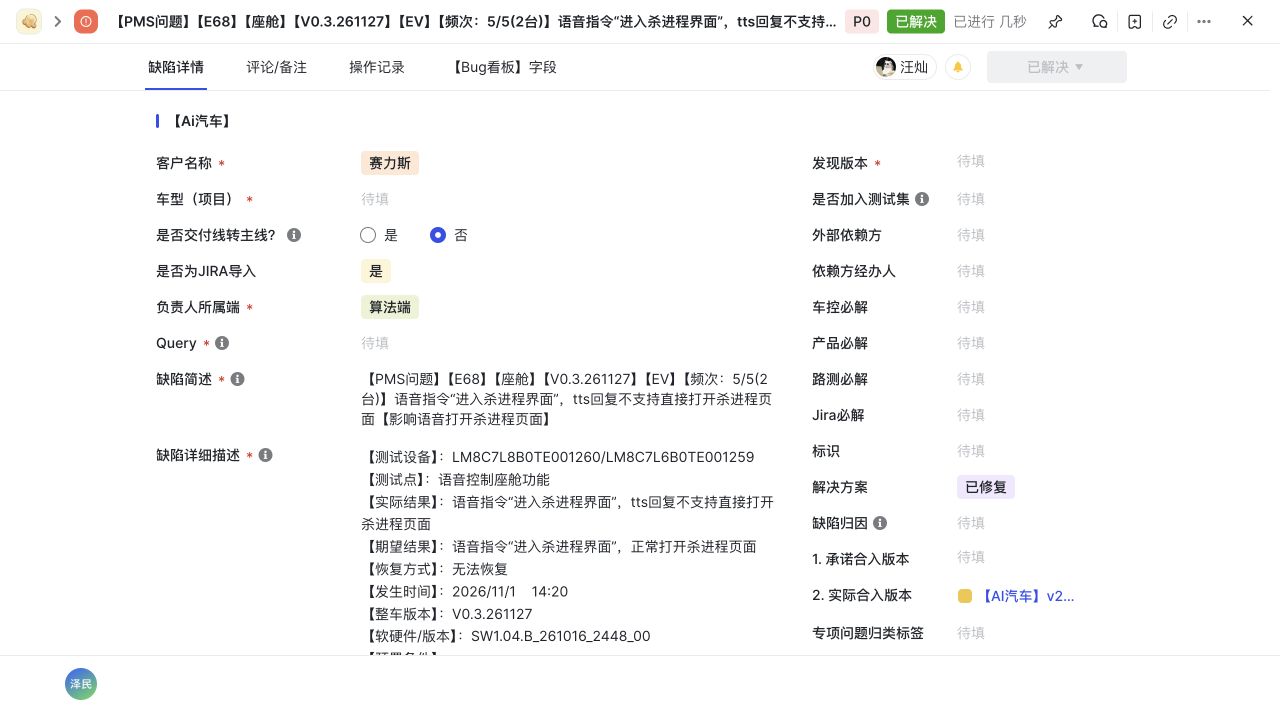 【PMS问题】【E68】【座舱】【V0.3.261127】【EV】【频次：5/5(2台)】语音指令“进入杀进程界面”，tts回复不支持... P0 已解决 已进行 几秒
缺陷详情 评论/备注 操作记录 【Bug看板】字段 汪灿 已解决
【Ai汽车】
客户名称 * 赛力斯
车型（项目） * 待填
是否交付线转主线? 是 否
是否为JIRA导入 是
负责人所属端 * 算法端
Query * 待填
缺陷简述 * 【PMS问题】【E68】【座舱】【V0.3.261127】【EV】【频次：5/5(2
台)】语音指令“进入杀进程界面”，tts回复不支持直接打开杀进程页
面【影响语音打开杀进程页面】
缺陷详细描述 * 【测试设备】：LM8C7L8B0TE001260/LM8C7L6B0TE001259
【测试点】：语音控制座舱功能
【实际结果】：语音指令“进入杀进程界面”，tts回复不支持直接打开
杀进程页面
【期望结果】：语音指令“进入杀进程界面”，正常打开杀进程页面
【恢复方式】：无法恢复
【发生时间】：2026/11/1 14:20
【整车版本】：V0.3.261127
【软硬件/版本】：SW1.04.B_261016_2448_00
发现版本 * 待填
是否加入测试集 待填
外部依赖方 待填
依赖方经办人 待填
车控必解 待填
产品必解 待填
路测必解 待填
Jira必解 待填
标识 待填
解决方案 已修复
缺陷归因 待填
1. 承诺合入版本 待填
2. 实际合入版本 【AI汽车】v2...
专项问题归类标签 待填
泽民